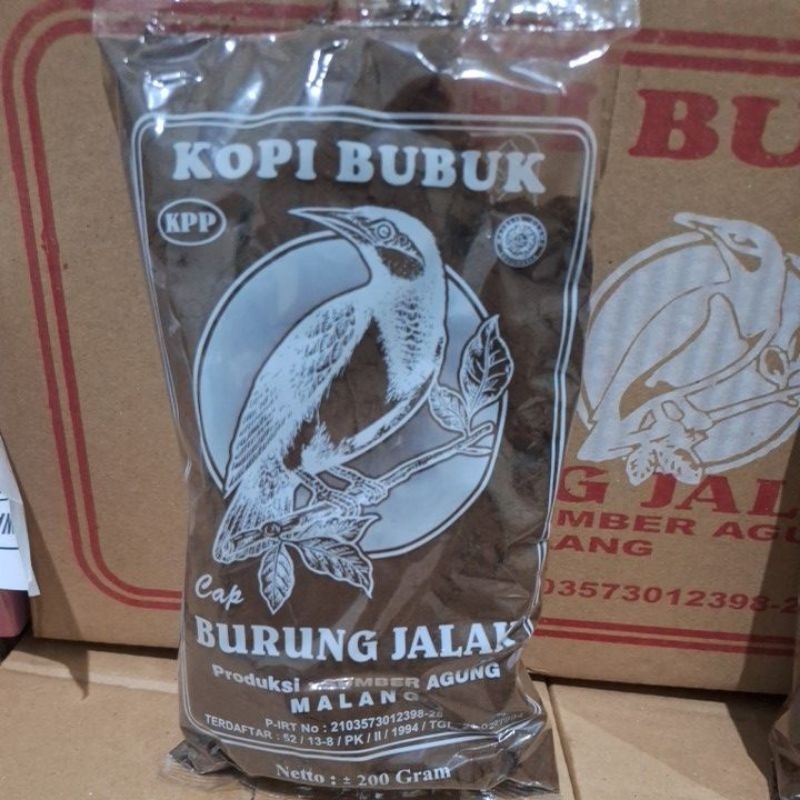 KOPI BUBUK
KPP
Cap
BURUNG JALAK
Produksi : SUMBER AGUNG
MALANG
P-IRT No : 2103573012398-28
TERDAFTAR : 52 / 13-8 / PK / II / 1994 / TGL
Netto : ± 200 Gram
BU
G JAL
MBER AGU
LANG
03573012398-2